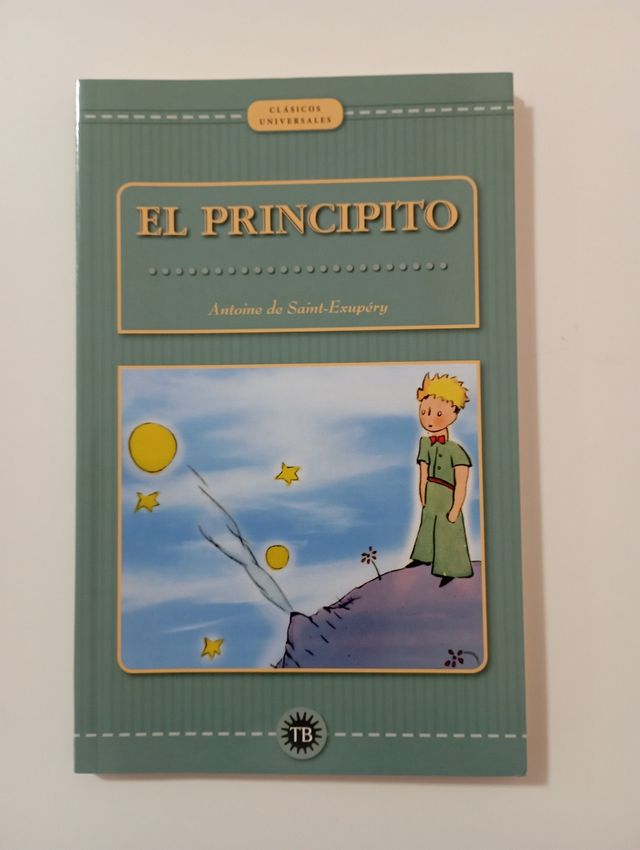 CLÁSICOS
UNIVERSALES
EL PRINCIPITO
Antoine de Saint-Exupéry
TB